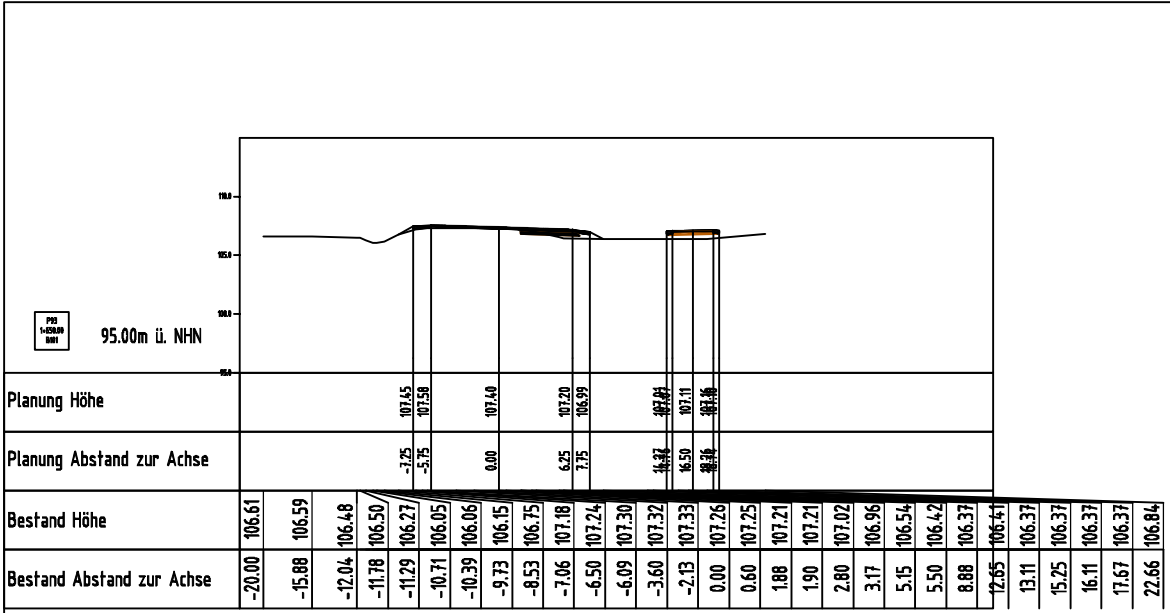 110.0
105.0
100.0
95.0
95.00m ü. NHN
Planung Höhe
107.45 107.58 107.40 107.20 106.99 107.11
Planung Abstand zur Achse
-7.25 -5.75 0.00 6.25 7.75 16.50
Bestand Höhe
106.61 106.59 106.48 106.50 106.27 106.05 106.06 106.15 106.75 107.18 107.24 107.30 107.32 107.33 107.26 107.25 107.21 107.21 107.02 106.96 106.54 106.42 106.37 106.41 106.37 106.37 106.37 106.37 106.84
Bestand Abstand zur Achse
-20.00 -15.88 -12.04 -11.78 -11.29 -10.71 -10.39 -9.73 -8.53 -7.06 -6.50 -6.09 -3.60 -2.13 0.00 0.60 1.88 1.90 2.80 3.17 5.15 5.50 8.88 12.65 13.11 15.25 16.11 17.67 22.66